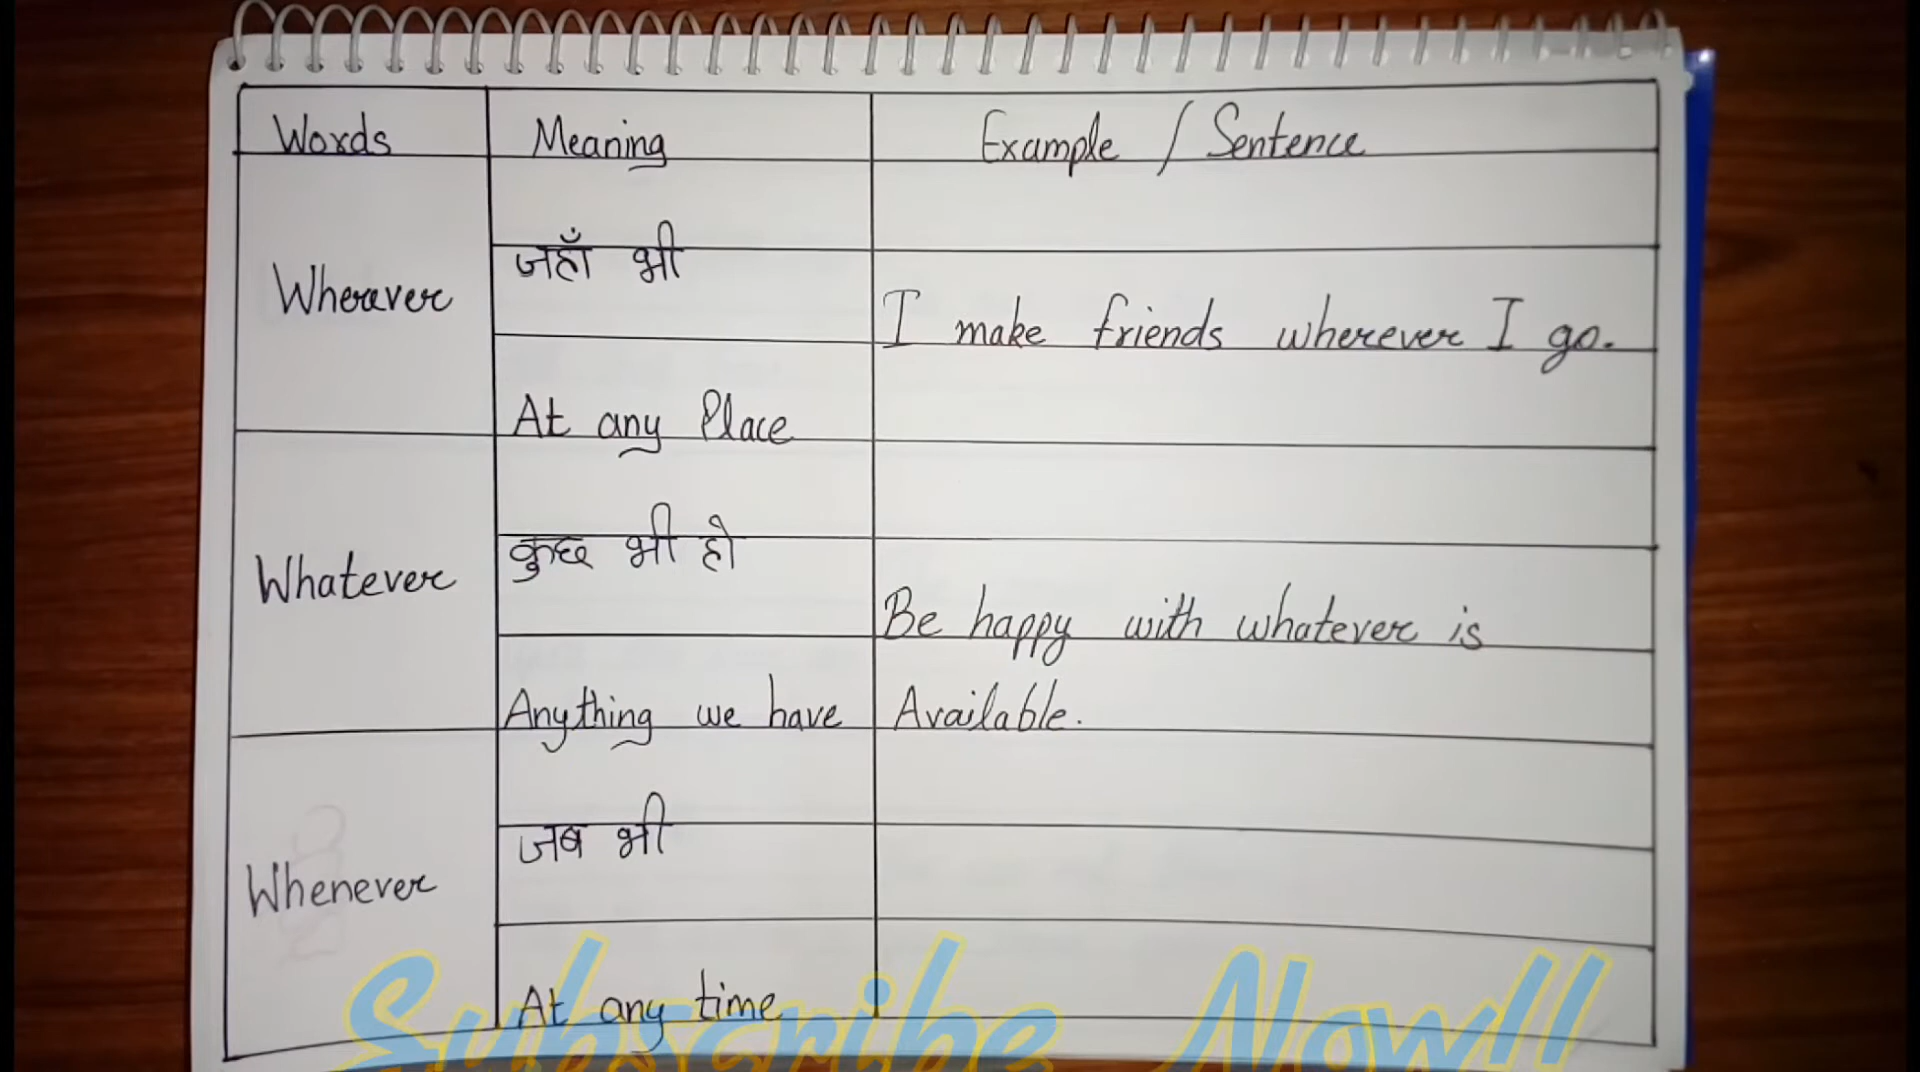 Words Meaning Example / Sentence
जहाँ भी
Wherever
I make friends wherever I go.
At any Place
कुछ भी हो
Whatever
Be happy with whatever is
Anything we have Available.
जब भी
Whenever
At any time
Subscribe Now!!